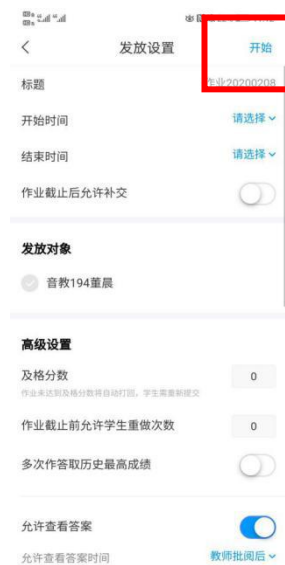 发放设置 开始
标题 作业20200208
开始时间 请选择
结束时间 请选择
作业截止后允许补交
发放对象
音教194董晨
高级设置
及格分数 0
作业未达到及格分数将自动打回，学生需重新提交
作业截止前允许学生重做次数 0
多次作答取历史最高成绩
允许查看答案
允许查看答案时间 教师批阅后